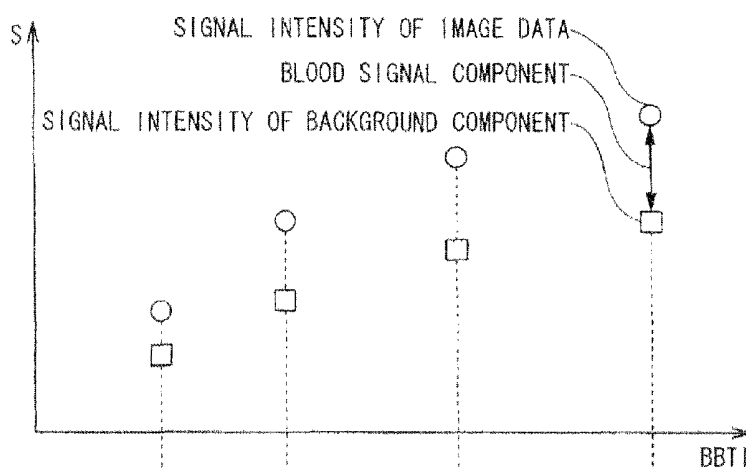 S
SIGNAL INTENSITY OF IMAGE DATA
BLOOD SIGNAL COMPONENT
SIGNAL INTENSITY OF BACKGROUND COMPONENT
BBTI